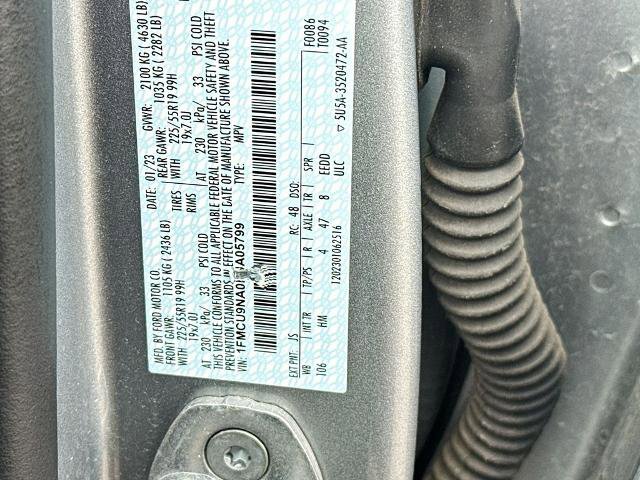 MFD. BY FORD MOTOR CO.
01/23 GVWR: 2100 KG ( 4630 LB)
FRONT GAWR: 1105 KG ( 2436 LB) REAR GAWR: 1035 KG ( 2282 LB)
225/55R19 99H TIRES WITH 225/55R19 99H
19x7.0J RIMS 19x7.0J
AT 230 kPa/ 33 PSI COLD AT 230 kPa/ 33 PSI COLD
THIS VEHICLE CONFORMS TO ALL APPLICABLE FEDERAL MOTOR VEHICLE SAFETY AND THEFT
PREVENTION STANDARDS IN EFFECT ON THE DATE OF MANUFACTURE SHOWN ABOVE.
VIN: 1FMCU9NA0 A05799 TYPE: MPV
F0086
T0094
EXT PNT: JS RC: 48 DSO:
WB INT TR TP/PS R AXLE TR SPR
106 HM 4 47 8 EEDD
1202301062516 ULC
5U5A-3520472-AA